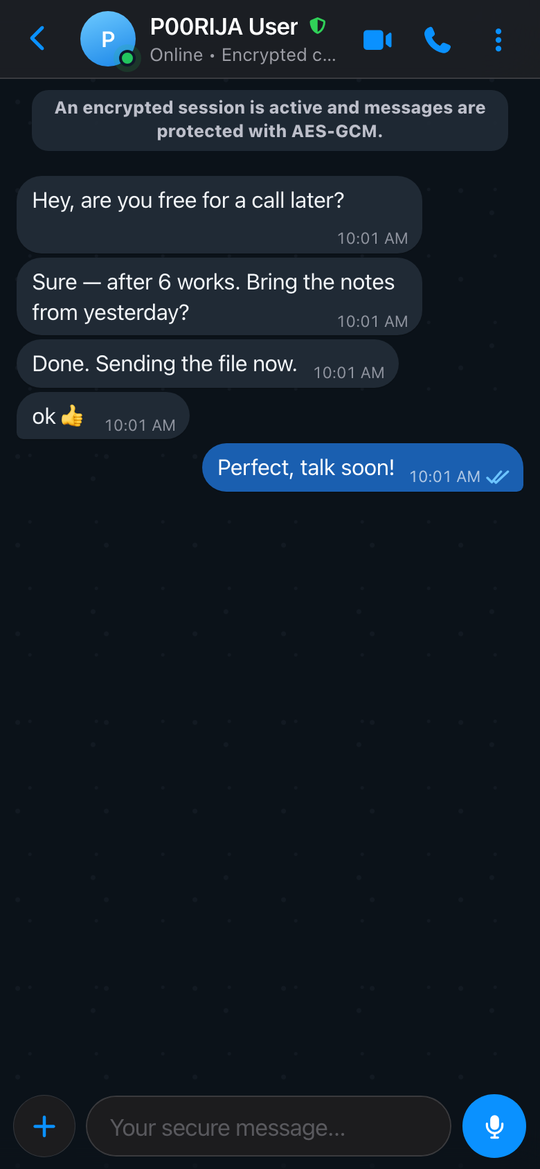 P
P00RIJA User
Online • Encrypted c...
An encrypted session is active and messages are
protected with AES-GCM.
Hey, are you free for a call later?
10:01 AM
Sure — after 6 works. Bring the notes
from yesterday?
10:01 AM
Done. Sending the file now. 10:01 AM
ok👍 10:01 AM
Perfect, talk soon! 10:01 AM
Your secure message...